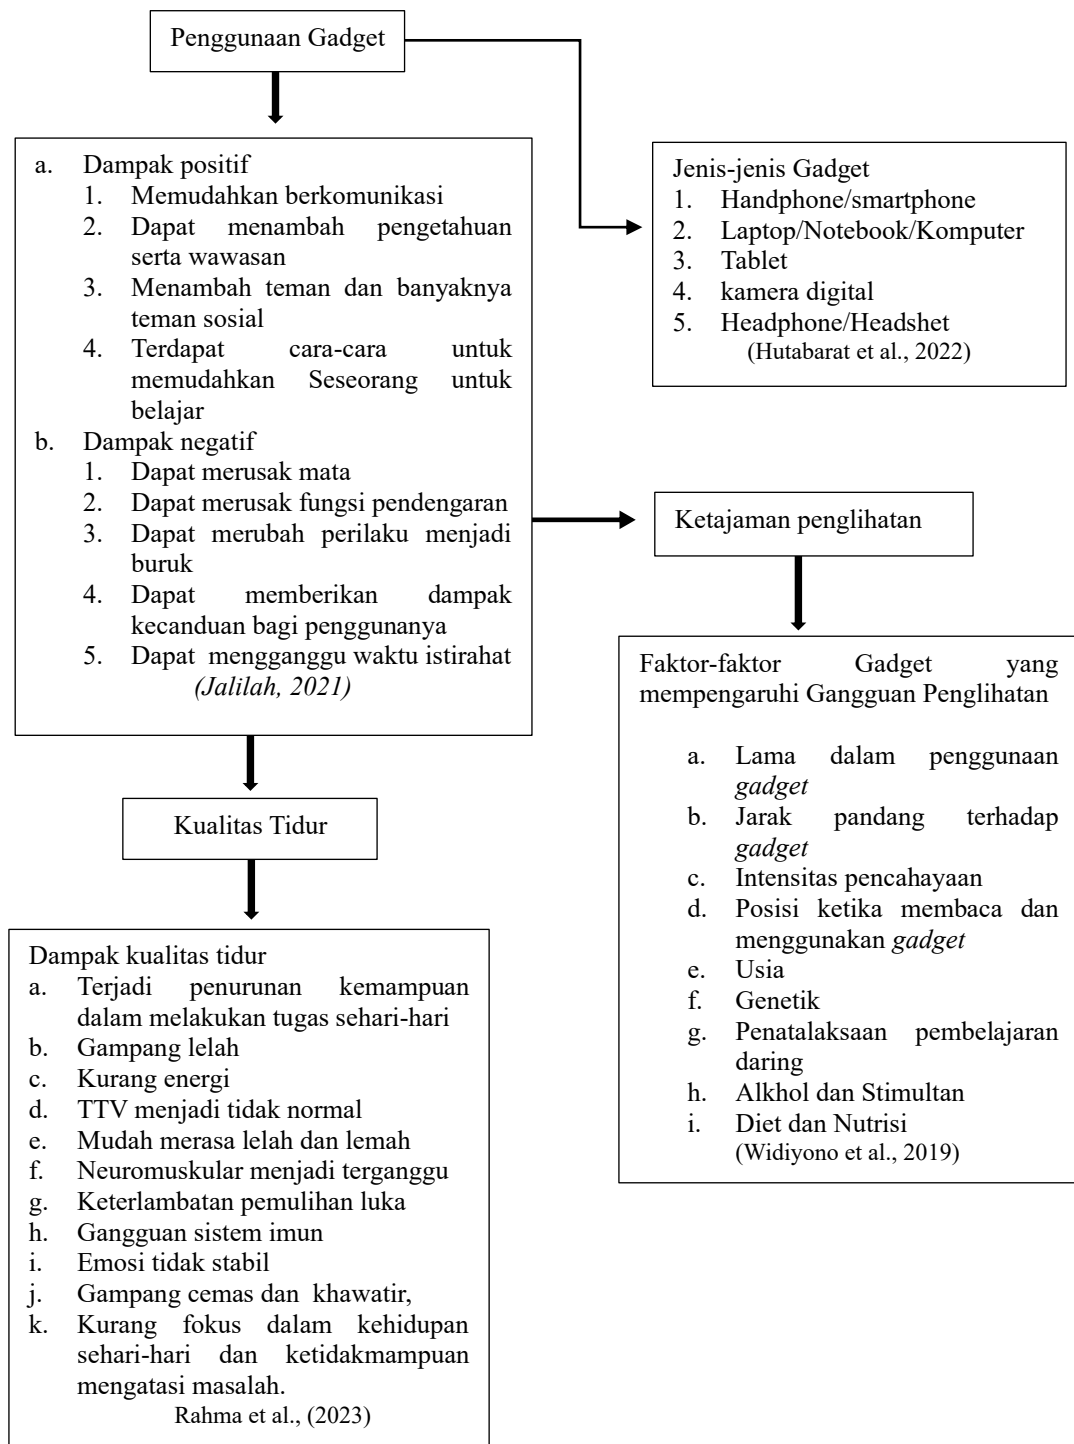 Penggunaan Gadget
a. Dampak positif
1. Memudahkan berkomunikasi
2. Dapat menambah pengetahuan
serta wawasan
3. Menambah teman dan banyaknya
teman sosial
4. Terdapat cara-cara untuk
memudahkan Seseorang untuk
belajar
b. Dampak negatif
1. Dapat merusak mata
2. Dapat merusak fungsi pendengaran
3. Dapat merubah perilaku menjadi
buruk
4. Dapat memberikan dampak
kecanduan bagi penggunanya
5. Dapat mengganggu waktu istirahat
(Jalilah, 2021)
Jenis-jenis Gadget
1. Handphone/smartphone
2. Laptop/Notebook/Komputer
3. Tablet
4. kamera digital
5. Headphone/Headshet
(Hutabarat et al., 2022)
Ketajaman penglihatan
Faktor-faktor Gadget yang
mempengaruhi Gangguan Penglihatan
a. Lama dalam penggunaan
gadget
b. Jarak pandang terhadap
gadget
c. Intensitas pencahayaan
d. Posisi ketika membaca dan
menggunakan gadget
e. Usia
f. Genetik
g. Penatalaksaan pembelajaran
daring
h. Alkhol dan Stimultan
i. Diet dan Nutrisi
(Widiyono et al., 2019)
Kualitas Tidur
Dampak kualitas tidur
a. Terjadi penurunan kemampuan
dalam melakukan tugas sehari-hari
b. Gampang lelah
c. Kurang energi
d. TTV menjadi tidak normal
e. Mudah merasa lelah dan lemah
f. Neuromuskular menjadi terganggu
g. Keterlambatan pemulihan luka
h. Gangguan sistem imun
i. Emosi tidak stabil
j. Gampang cemas dan khawatir,
k. Kurang fokus dalam kehidupan
sehari-hari dan ketidakmampuan
mengatasi masalah.
Rahma et al., (2023)